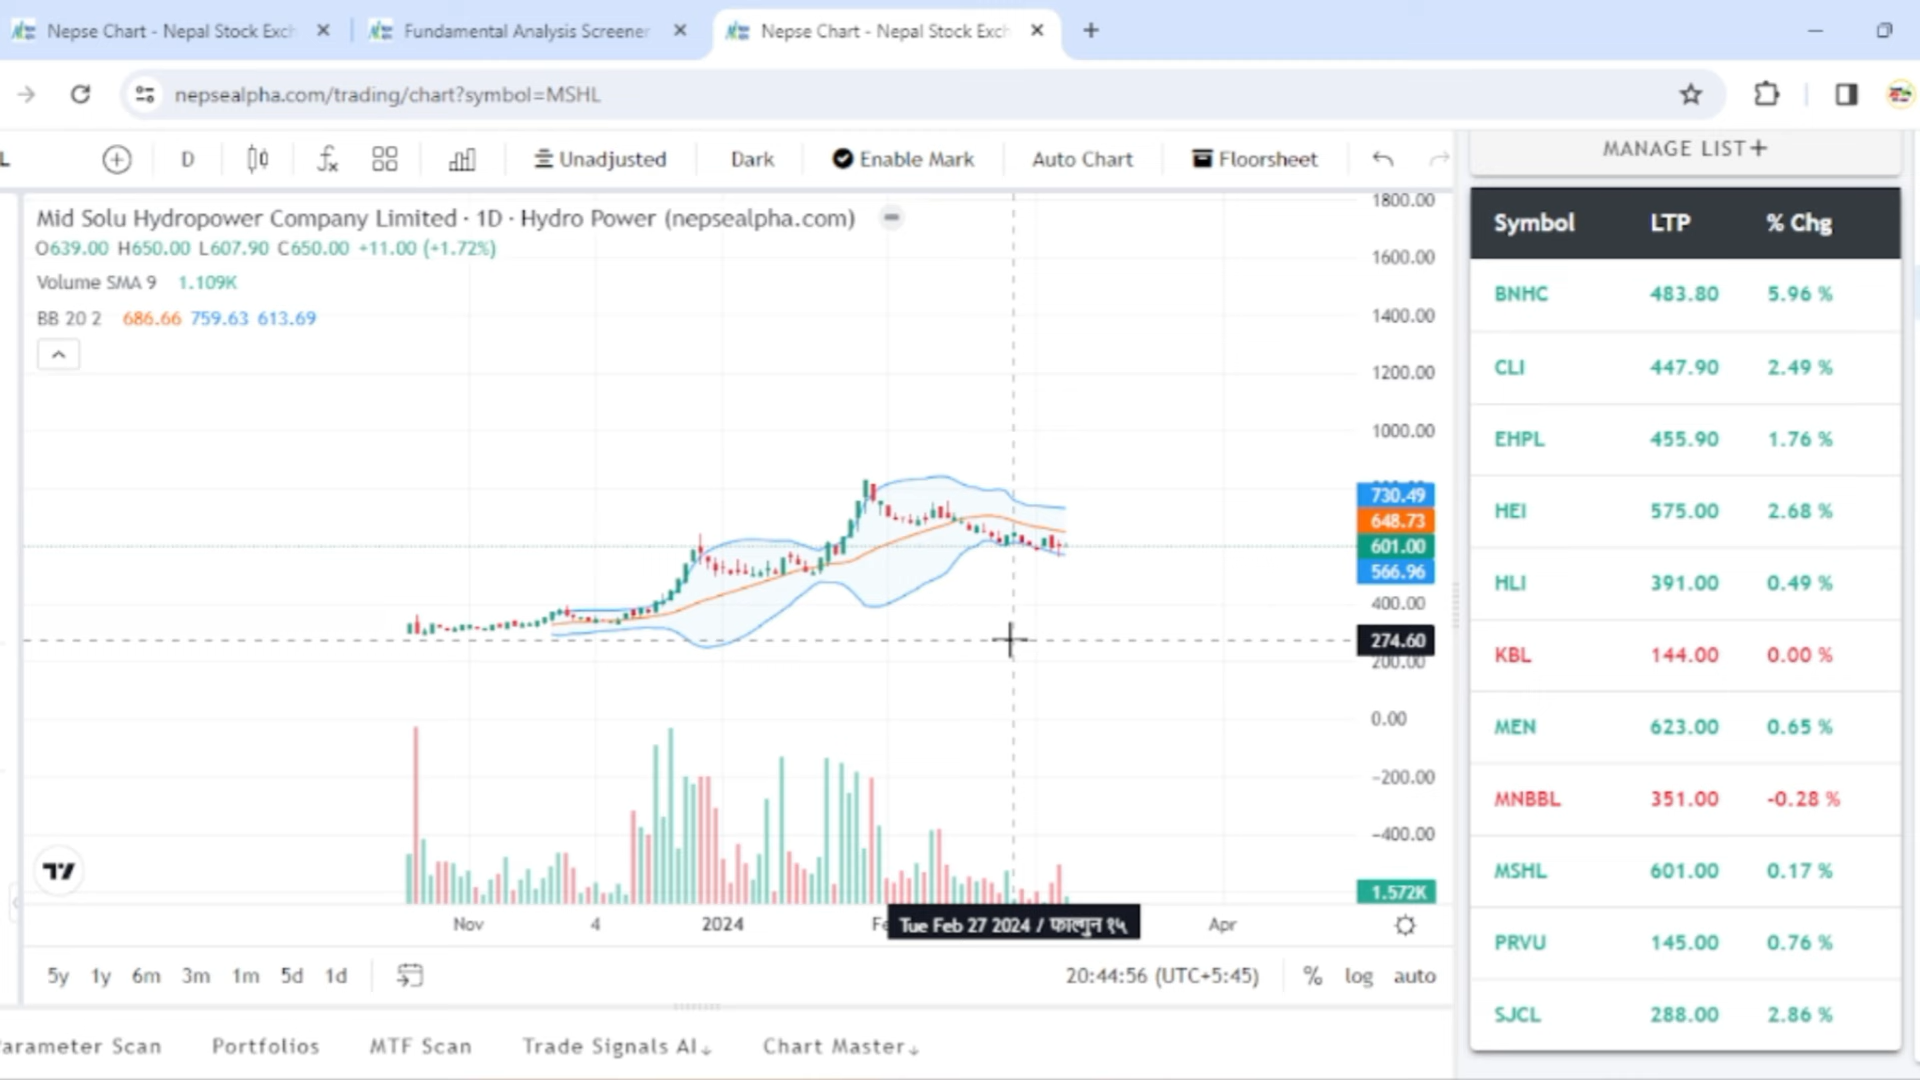 Nepse Chart - Nepal Stock Exch
Fundamental Analysis Screener
Nepse Chart - Nepal Stock Exch
nepsealpha.com/trading/chart?symbol=MSHL
L
D
Unadjusted
Dark
Enable Mark
Auto Chart
Floorsheet
MANAGE LIST+
Mid Solu Hydropower Company Limited · 1D · Hydro Power (nepsealpha.com)
O639.00 H650.00 L607.90 C650.00 +11.00 (+1.72%)
Volume SMA 9 1.109K
BB 20 2 686.66 759.63 613.69
1800.00
1600.00
1400.00
1200.00
1000.00
730.49
648.73
601.00
566.96
400.00
274.60
200.00
0.00
-200.00
-400.00
1.572K
Nov
4
2024
Fe
Tue Feb 27 2024 / फाल्गुन १५
Apr
5y 1y 6m 3m 1m 5d 1d
20:44:56 (UTC+5:45)
% log auto
arameter Scan
Portfolios
MTF Scan
Trade Signals AI↓
Chart Master↓
Symbol LTP % Chg
BNHC 483.80 5.96 %
CLI 447.90 2.49 %
EHPL 455.90 1.76 %
HEI 575.00 2.68 %
HLI 391.00 0.49 %
KBL 144.00 0.00 %
MEN 623.00 0.65 %
MNBBL 351.00 -0.28 %
MSHL 601.00 0.17 %
PRVU 145.00 0.76 %
SJCL 288.00 2.86 %